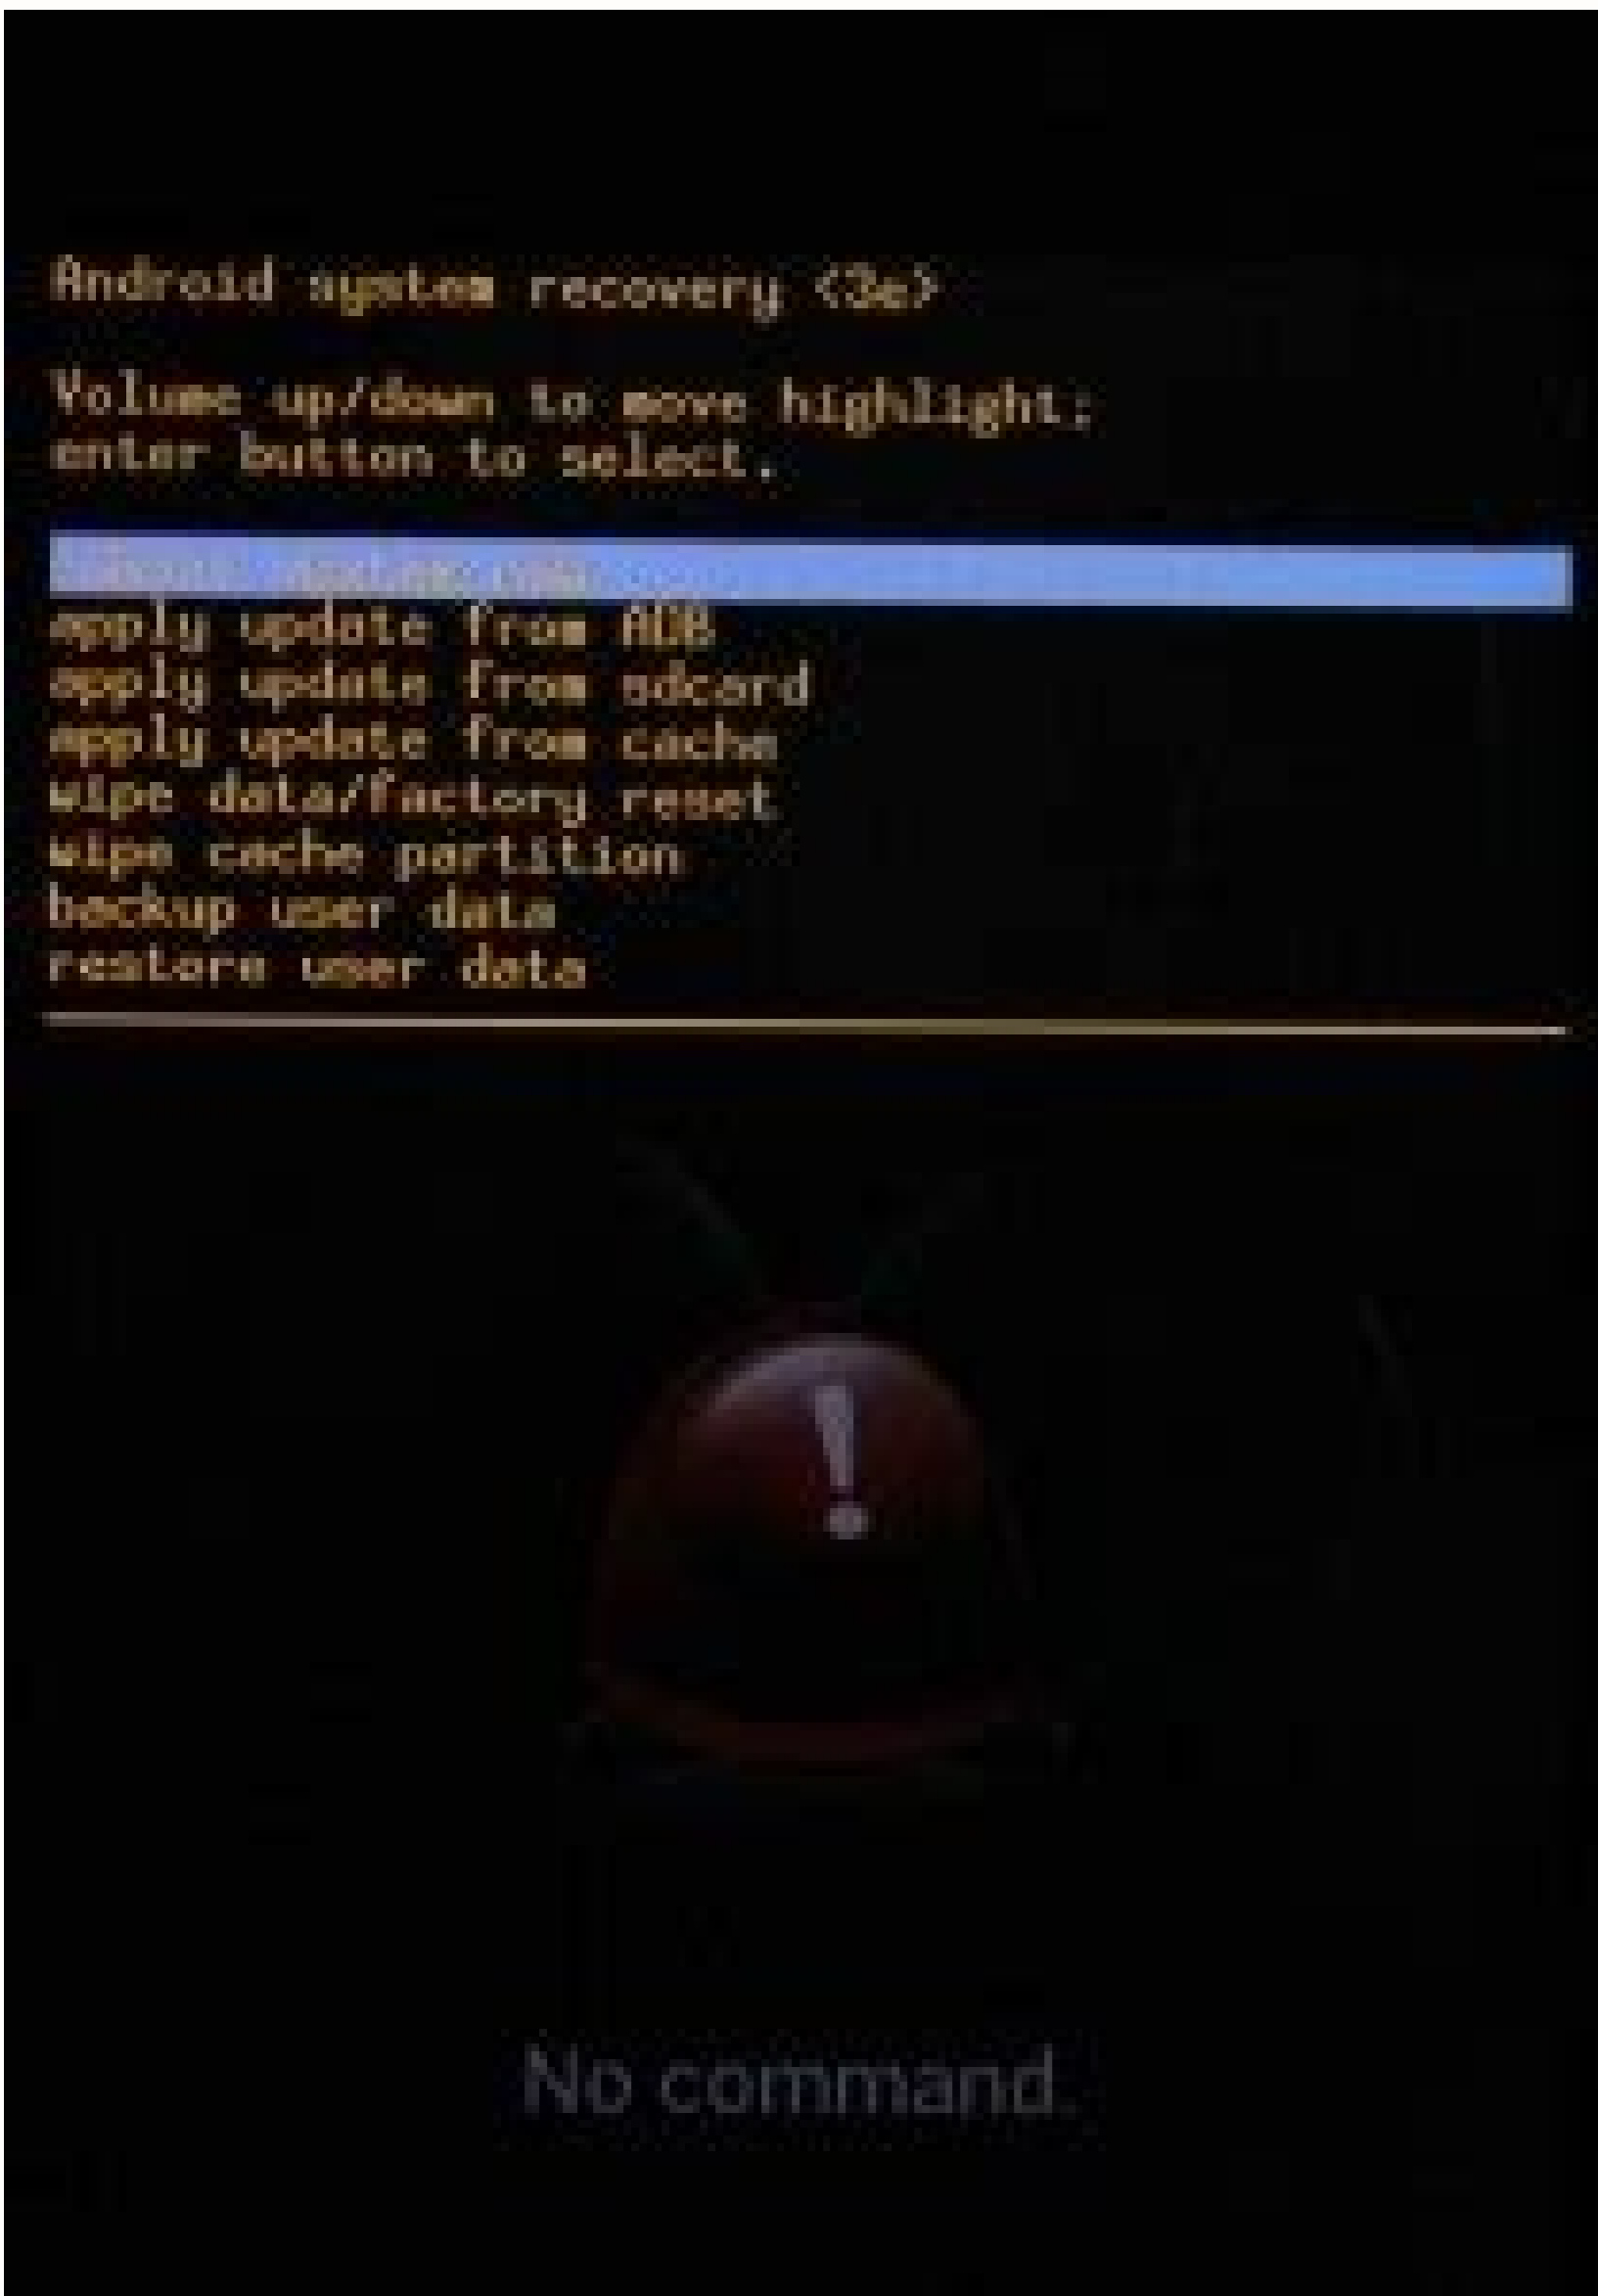 Android system recovery <3e>
Volume up/down to move highlight;
enter button to select.
apply update from ADB
apply update from sdcard
apply update from cache
wipe data/factory reset
wipe cache partition
backup user data
restore user data
!
No command.